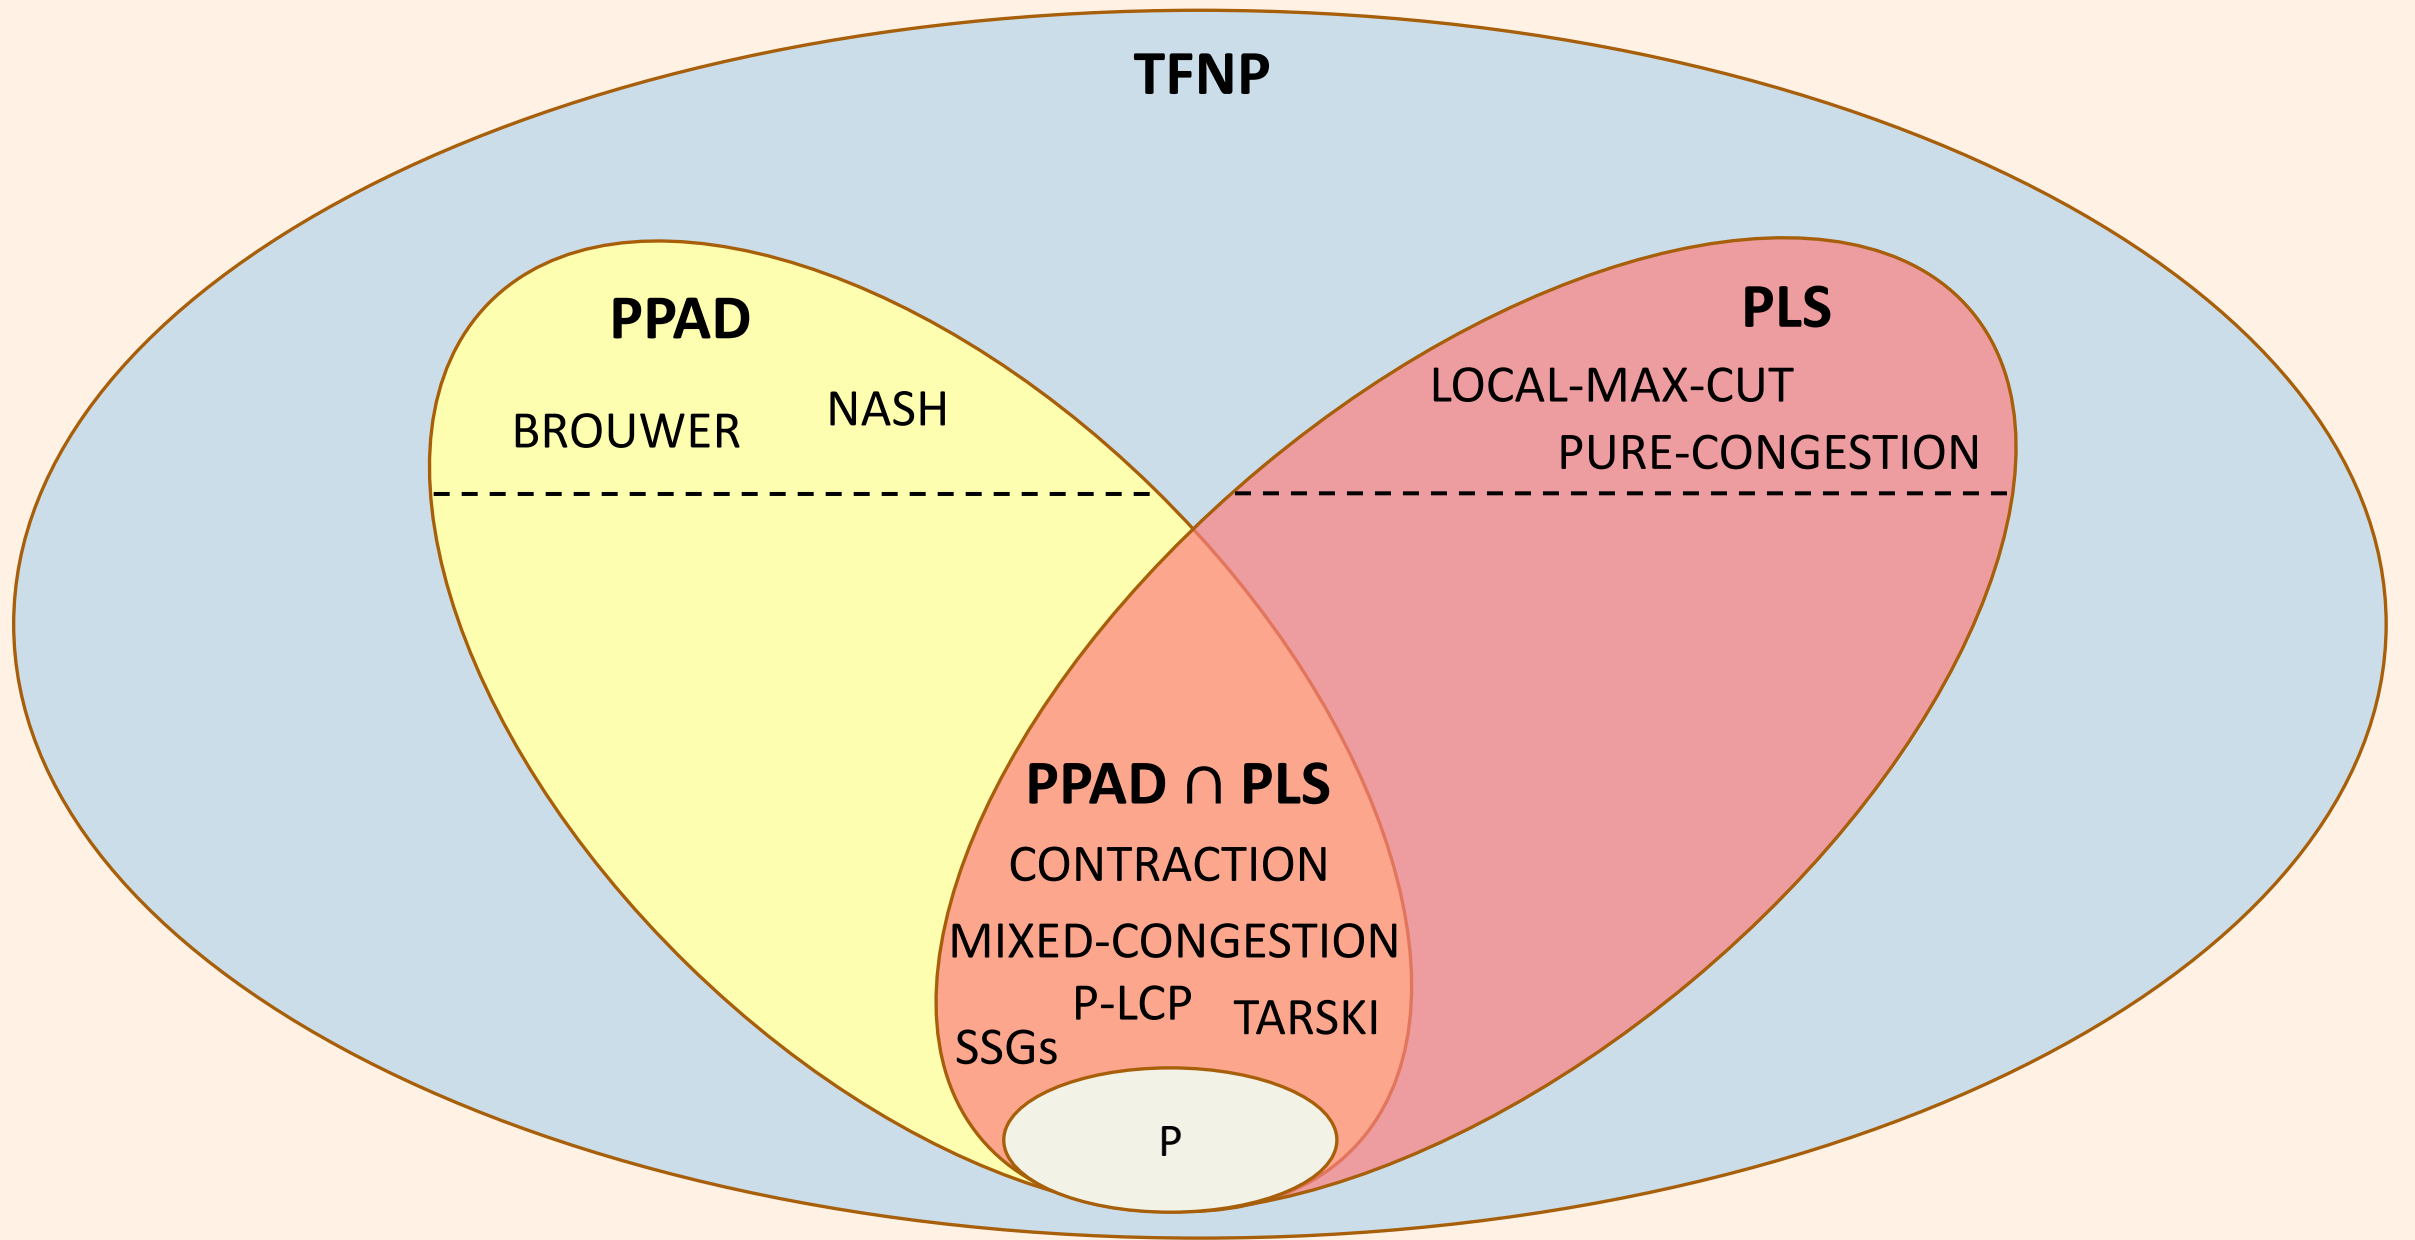 TFNP
PPAD
BROUWER
NASH
PLS
LOCAL-MAX-CUT
PURE-CONGESTION
PPAD ∩ PLS
CONTRACTION
MIXED-CONGESTION
P-LCP
TARSKI
SSGs
P